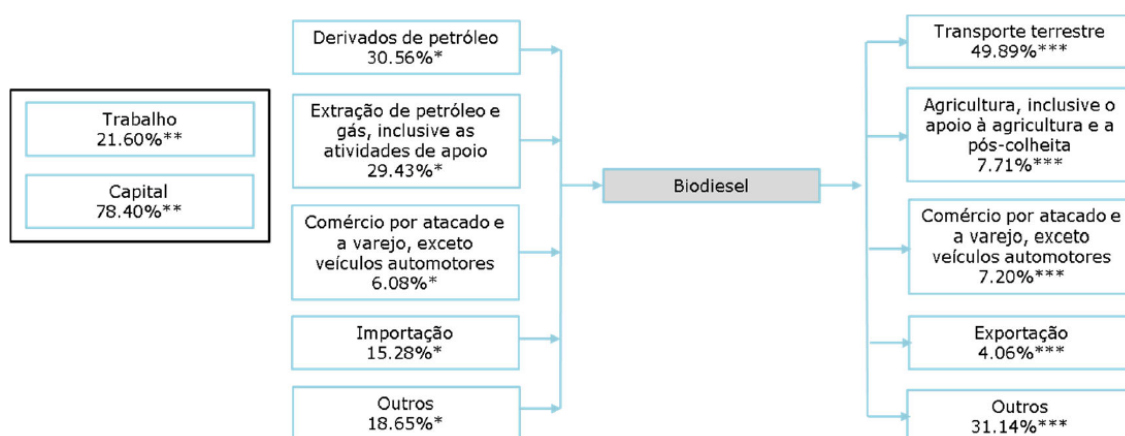 Trabalho
21.60%**
Capital
78.40%**
Derivados de petróleo
30.56%*
Extração de petróleo e
gás, inclusive as
atividades de apoio
29.43%*
Comércio por atacado e
a varejo, exceto
veículos automotores
6.08%*
Importação
15.28%*
Outros
18.65%*
Biodiesel
Transporte terrestre
49.89%***
Agricultura, inclusive o
apoio à agricultura e a
pós-colheita
7.71%***
Comércio por atacado e
a varejo, exceto
veículos automotores
7.20%***
Exportação
4.06%***
Outros
31.14%***